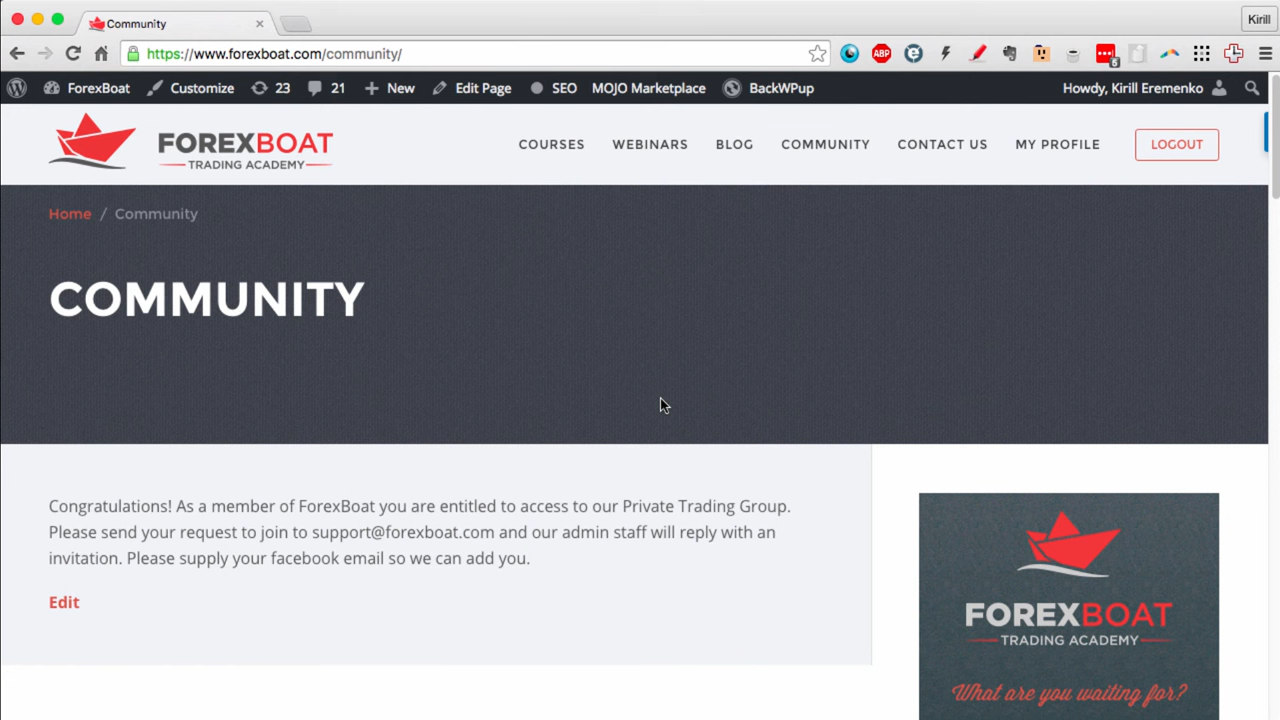 Community
Kirill
https://www.forexboat.com/community/
ABP
6
ForexBoat Customize 23 21 New Edit Page SEO MOJO Marketplace BackWPup Howdy, Kirill Eremenko
FOREXBOAT
TRADING ACADEMY
COURSES WEBINARS BLOG COMMUNITY CONTACT US MY PROFILE LOGOUT
Home / Community
COMMUNITY
Congratulations! As a member of ForexBoat you are entitled to access to our Private Trading Group.
Please send your request to join to support@forexboat.com and our admin staff will reply with an
invitation. Please supply your facebook email so we can add you.
Edit
FOREXBOAT
TRADING ACADEMY
What are you waiting for?